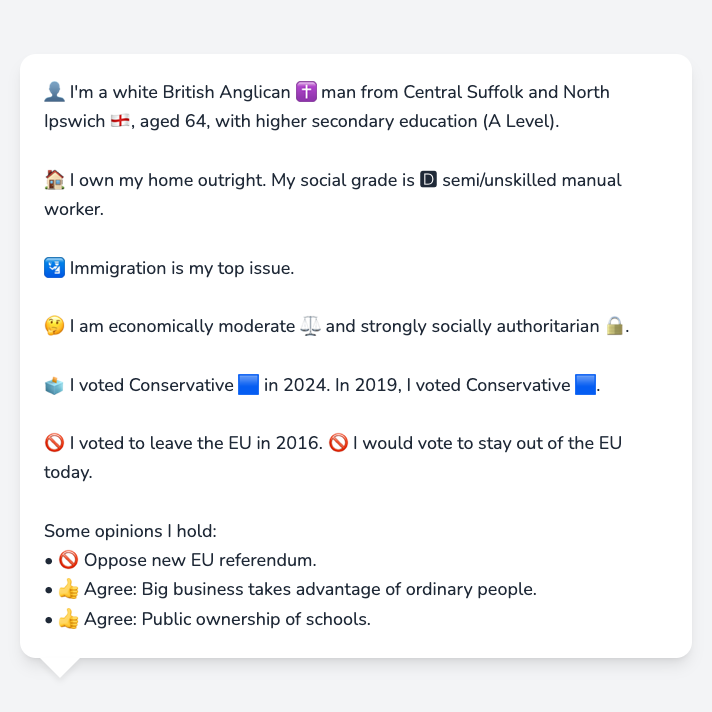 👤 I'm a white British Anglican ✝️ man from Central Suffolk and North
Ipswich 🏴󠁧󠁢󠁥󠁮󠁧󠁿, aged 64, with higher secondary education (A Level).
🏠 I own my home outright. My social grade is 🅳 semi/unskilled manual
worker.
🛂 Immigration is my top issue.
🤔 I am economically moderate ⚖️ and strongly socially authoritarian 🔒.
🗳️ I voted Conservative 🟦 in 2024. In 2019, I voted Conservative 🟦.
🚫 I voted to leave the EU in 2016. 🚫 I would vote to stay out of the EU
today.
Some opinions I hold:
• 🚫 Oppose new EU referendum.
• 👍 Agree: Big business takes advantage of ordinary people.
• 👍 Agree: Public ownership of schools.